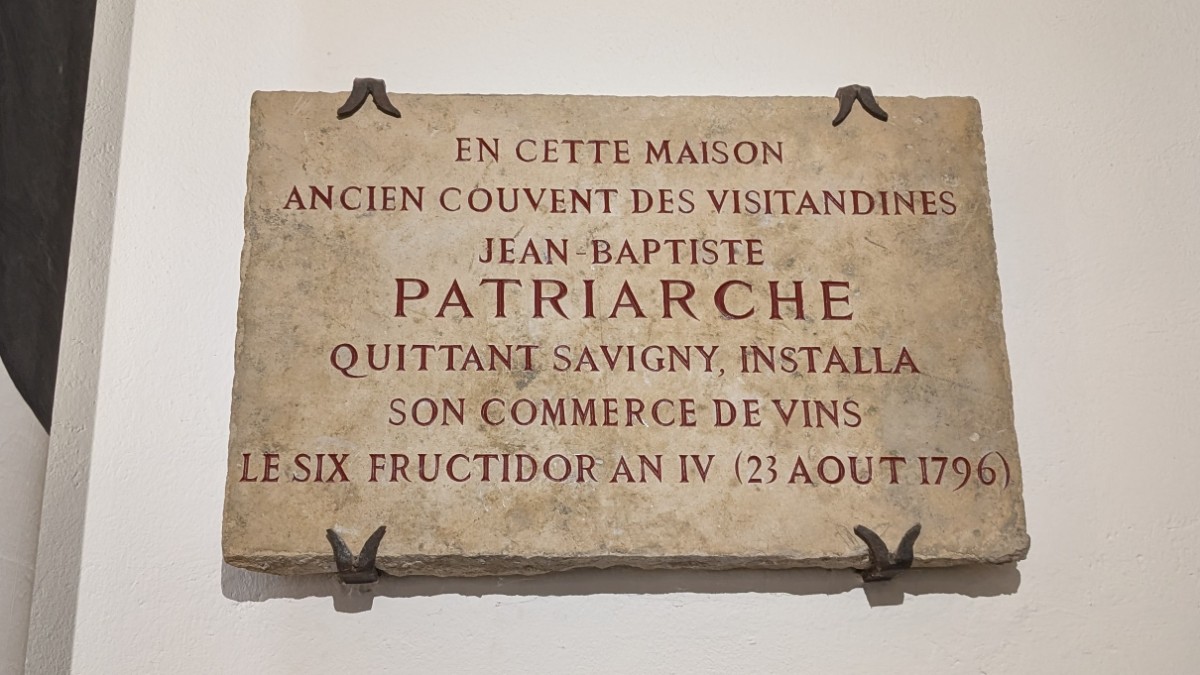 EN CETTE MAISON
ANCIEN COUVENT DES VISITANDINES
JEAN-BAPTISTE
PATRIARCHE
QUITTANT SAVIGNY, INSTALLA
SON COMMERCE DE VINS
LE SIX FRUCTIDOR AN IV (23 AOUT 1796)